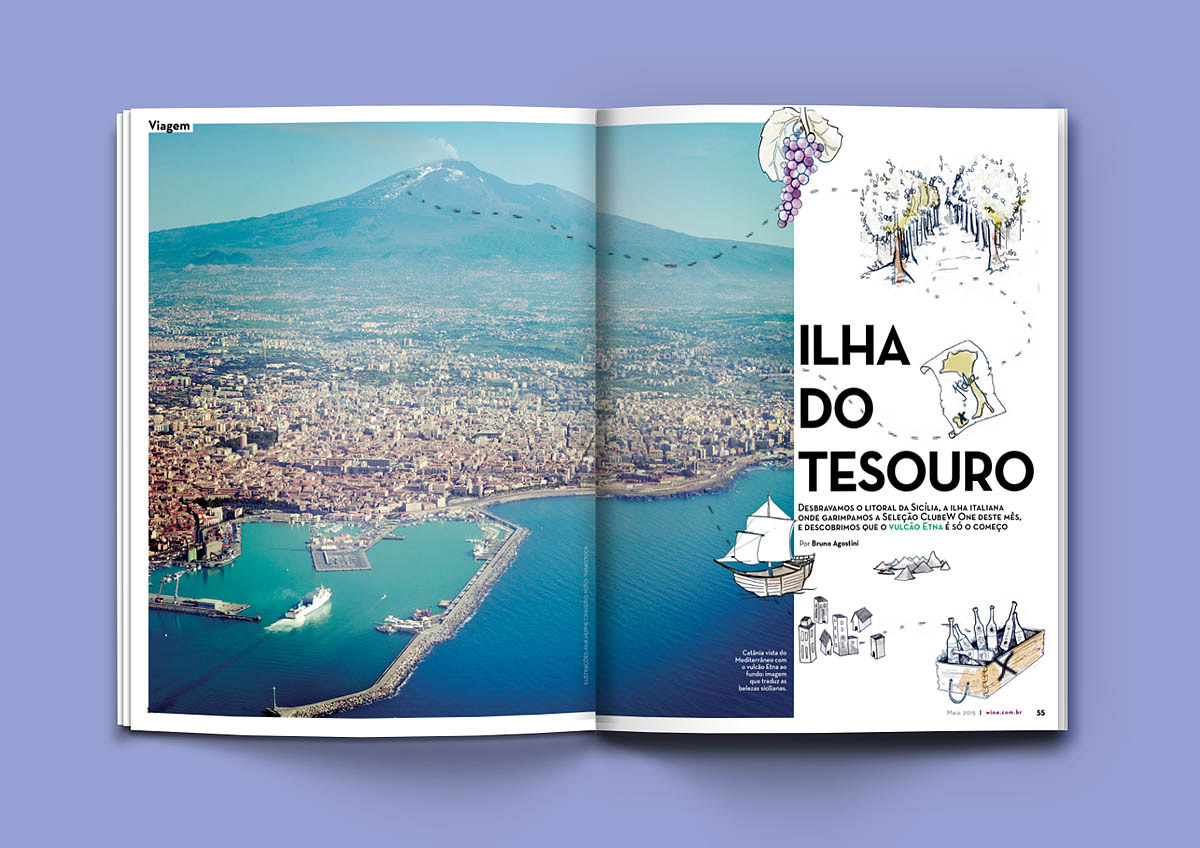 Viagem
ILHA
DO
TESOURO
DESBRAVAMOS O LITORAL DA SICÍLIA, A ILHA ITALIANA
ONDE GARIMPAMOS A SELEÇÃO CLUBEW ONE DESTE MÊS,
E DESCOBRIMOS QUE O VULCÃO ETNA É SÓ O COMEÇO
Por Bruno Agostini
Catânia vista do
Mediterrâneo com
o vulcão Etna ao
fundo: imagem
que traduz as
belezas sicilianas.
Maio 2015 | wine.com.br 55